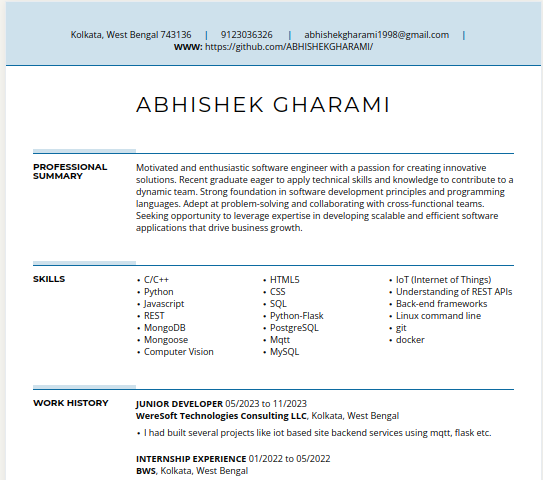 Kolkata, West Bengal 743136 | 9123036326 | abhishekgharami1998@gmail.com |
WWW: https://github.com/ABHISHEKGHARAMI/
ABHISHEK GHARAMI
PROFESSIONAL SUMMARY
Motivated and enthusiastic software engineer with a passion for creating innovative
solutions. Recent graduate eager to apply technical skills and knowledge to contribute to a
dynamic team. Strong foundation in software development principles and programming
languages. Adept at problem-solving and collaborating with cross-functional teams.
Seeking opportunity to leverage expertise in developing scalable and efficient software
applications that drive business growth.
SKILLS
• C/C++
• Python
• Javascript
• REST
• MongoDB
• Mongoose
• Computer Vision
• HTML5
• CSS
• SQL
• Python-Flask
• PostgreSQL
• Mqtt
• MySQL
• IoT (Internet of Things)
• Understanding of REST APIs
• Back-end frameworks
• Linux command line
• git
• docker
WORK HISTORY
JUNIOR DEVELOPER 05/2023 to 11/2023
WereSoft Technologies Consulting LLC, Kolkata, West Bengal
• I had built several projects like iot based site backend services using mqtt, flask etc.
INTERNSHIP EXPERIENCE 01/2022 to 05/2022
BWS, Kolkata, West Bengal